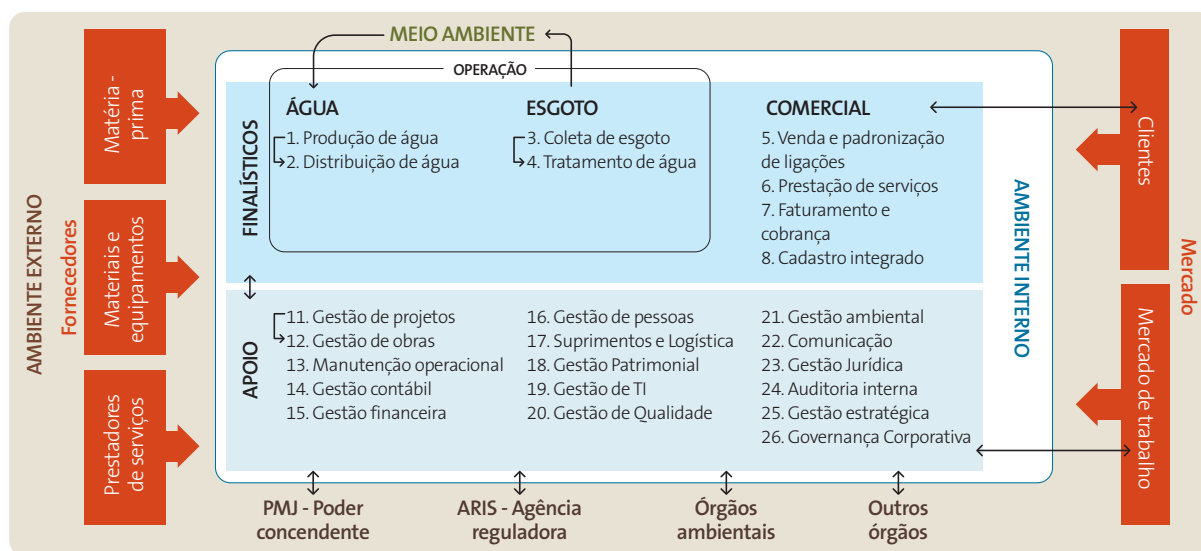 AMBIENTE EXTERNO
Fornecedores
Matéria -
prima
Materiais e
equipamentos
Prestadores
de serviços
MEIO AMBIENTE
OPERAÇÃO
FINALÍSTICOS
ÁGUA
1. Produção de água
2. Distribuição de água
ESGOTO
3. Coleta de esgoto
4. Tratamento de água
COMERCIAL
5. Venda e padronização
de ligações
6. Prestação de serviços
7. Faturamento e
cobrança
8. Cadastro integrado
APOIO
11. Gestão de projetos
12. Gestão de obras
13. Manutenção operacional
14. Gestão contábil
15. Gestão financeira
16. Gestão de pessoas
17. Suprimentos e Logística
18. Gestão Patrimonial
19. Gestão de TI
20. Gestão de Qualidade
21. Gestão ambiental
22. Comunicação
23. Gestão Jurídica
24. Auditoria interna
25. Gestão estratégica
26. Governança Corporativa
AMBIENTE INTERNO
Clientes
Mercado de trabalho
Mercado
PMJ - Poder
concendente
ARIS - Agência
reguladora
Órgãos
ambientais
Outros
órgãos